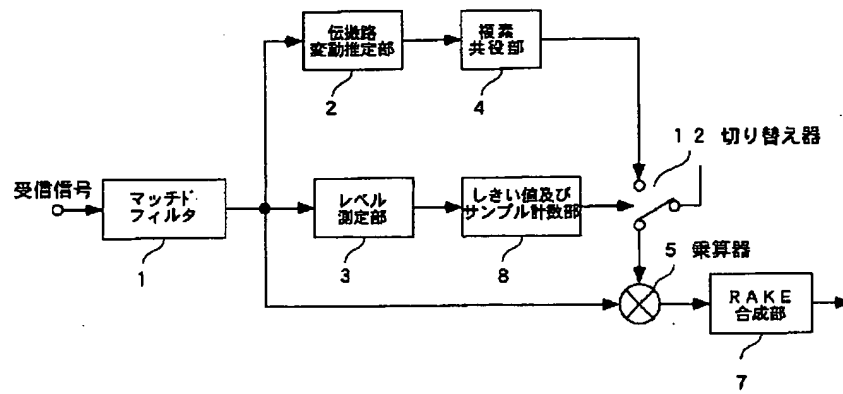 伝搬路
変動推定部
2
複素
共役部
4
1 2 切り替え器
受信信号
マッチド
フィルタ
1
レベル
測定部
3
しきい値及び
サンプル計数部
8
5 乗算器
RAKE
合成部
7